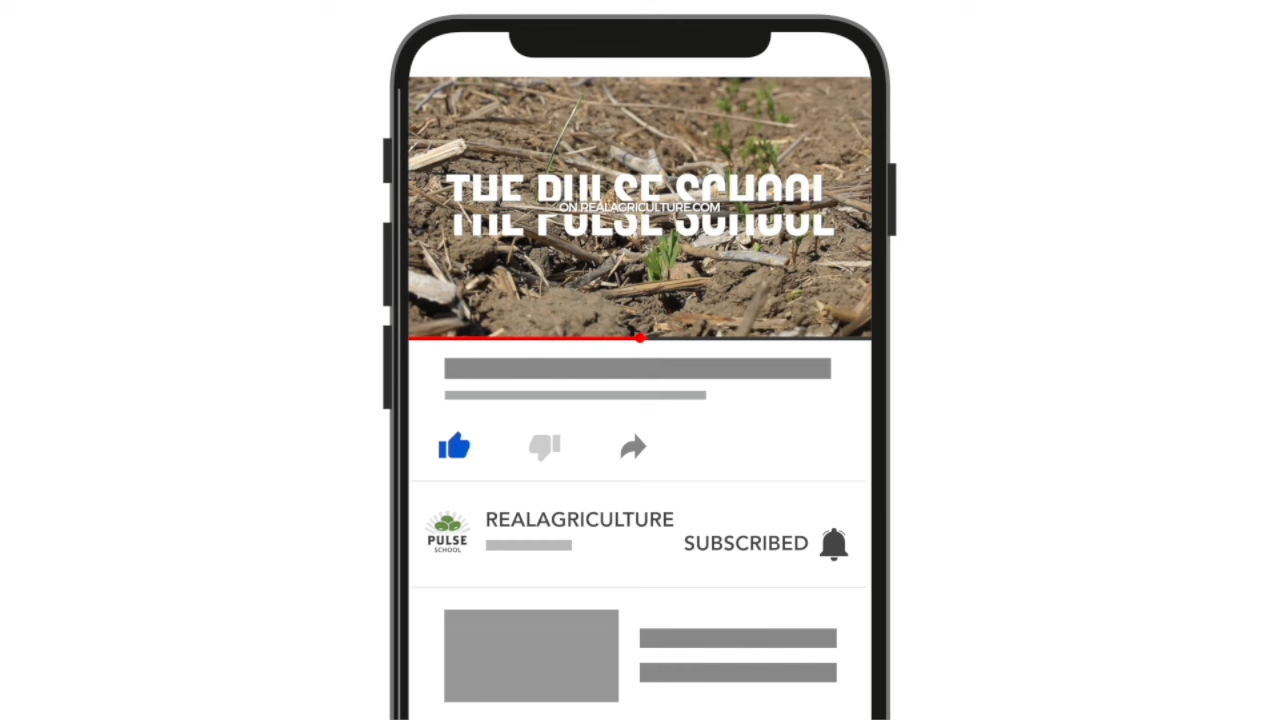 THE PULSE SCHOOL
ON REALAGRICULTURE.COM
PULSE
SCHOOL
REALAGRICULTURE
SUBSCRIBED